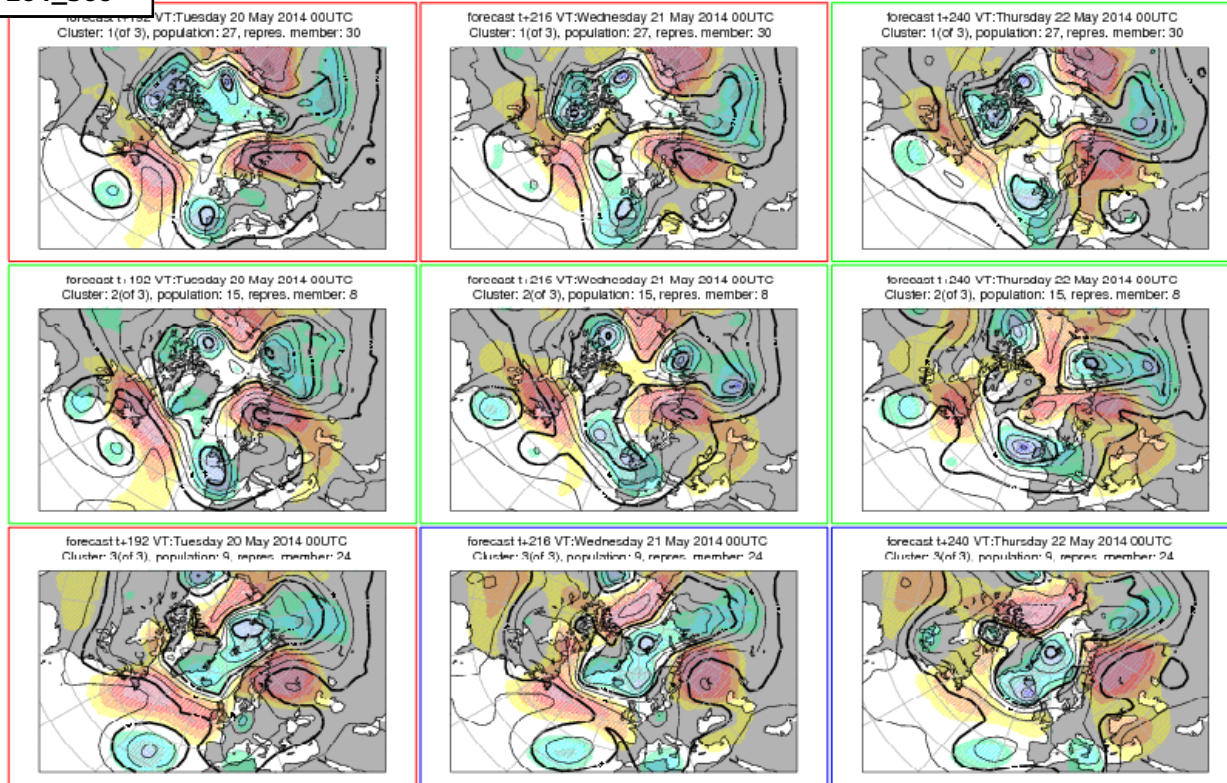 forecast t+192 VT:Tuesday 20 May 2014 00UTC
Cluster: 1(of 3), population: 27, repres. member: 30
forecast t+216 VT:Wednesday 21 May 2014 00UTC
Cluster: 1(of 3), population: 27, repres. member: 30
forecast t+240 VT:Thursday 22 May 2014 00UTC
Cluster: 1(of 3), population: 27, repres. member: 30
forecast t+192 VT:Tuesday 20 May 2014 00UTC
Cluster: 2(of 3), population: 15, repres. member: 8
forecast t+216 VT:Wednesday 21 May 2014 00UTC
Cluster: 2(of 3), population: 15, repres. member: 8
forecast t+240 VT:Thursday 22 May 2014 00UTC
Cluster: 2(of 3), population: 15, repres. member: 8
forecast t+192 VT:Tuesday 20 May 2014 00UTC
Cluster: 3(of 3), population: 9, repres. member: 24
forecast t+216 VT:Wednesday 21 May 2014 00UTC
Cluster: 3(of 3), population: 9, repres. member: 24
forecast t+240 VT:Thursday 22 May 2014 00UTC
Cluster: 3(of 3), population: 9, repres. member: 24